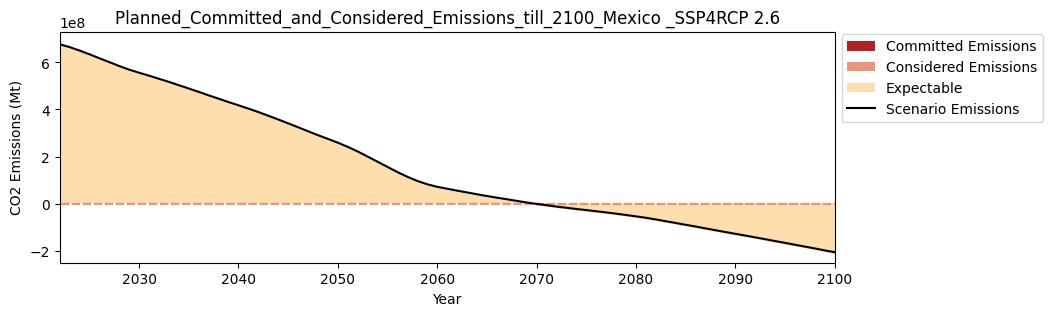 Planned_Committed_and_Considered_Emissions_till_2100_Mexico _SSP4RCP 2.6
1e8
CO2 Emissions (Mt)
6
4
2
0
−2
2030 2040 2050 2060 2070 2080 2090 2100
Year
Committed Emissions
Considered Emissions
Expectable
Scenario Emissions